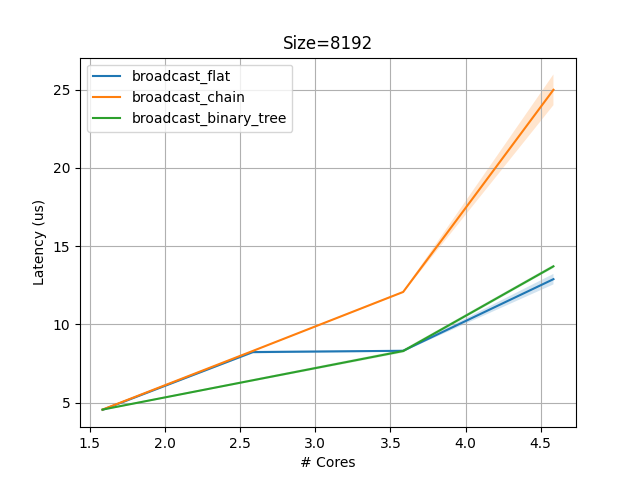 Size=8192
broadcast_flat
broadcast_chain
broadcast_binary_tree
Latency (us)
25
20
15
10
5
1.5 2.0 2.5 3.0 3.5 4.0 4.5
# Cores